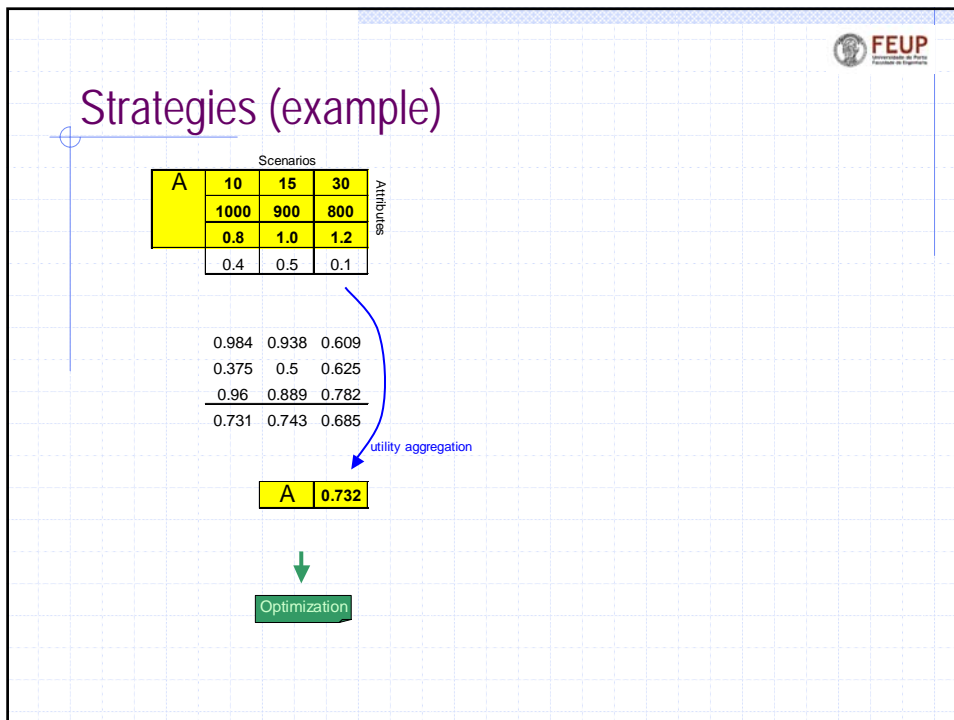 FEUP
Universidade do Porto
Faculdade de Engenharia
Strategies (example)
Scenarios
A 10 15 30
Attributes
1000 900 800
0.8 1.0 1.2
0.4 0.5 0.1
0.984 0.938 0.609
0.375 0.5 0.625
0.96 0.889 0.782
0.731 0.743 0.685
utility aggregation
A 0.732
Optimization